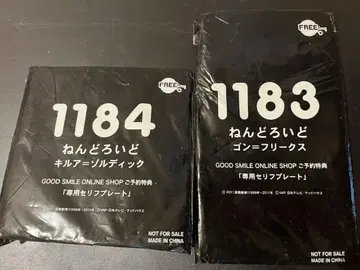 FREE
1184
ねんどろいど
キルア=ゾルディック
GOOD SMILE ONLINE SHOP ご予約特典
「専用セリフプレート」
NOT FOR SALE
MADE IN CHINA
FREE
1183
ねんどろいど
ゴン=フリークス
GOOD SMILE ONLINE SHOP ご予約特典
「専用セリフプレート」
NOT FOR SALE
MADE IN CHINA